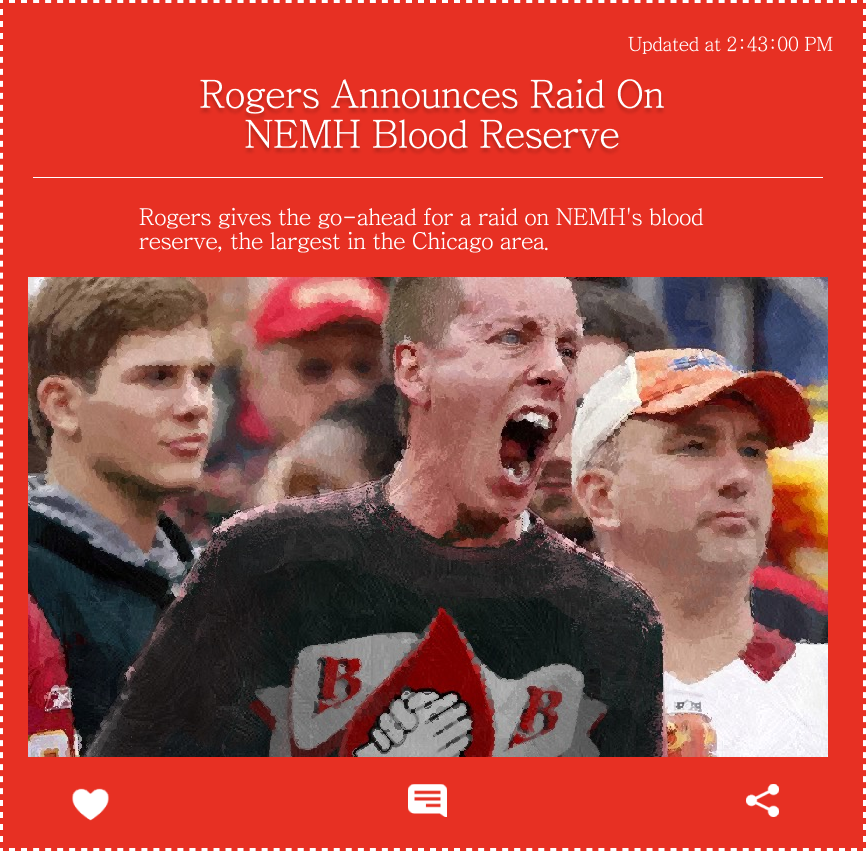 Updated at 2:43:00 PM
Rogers Announces Raid On
NEMH Blood Reserve
Rogers gives the go-ahead for a raid on NEMH's blood
reserve, the largest in the Chicago area.
B B